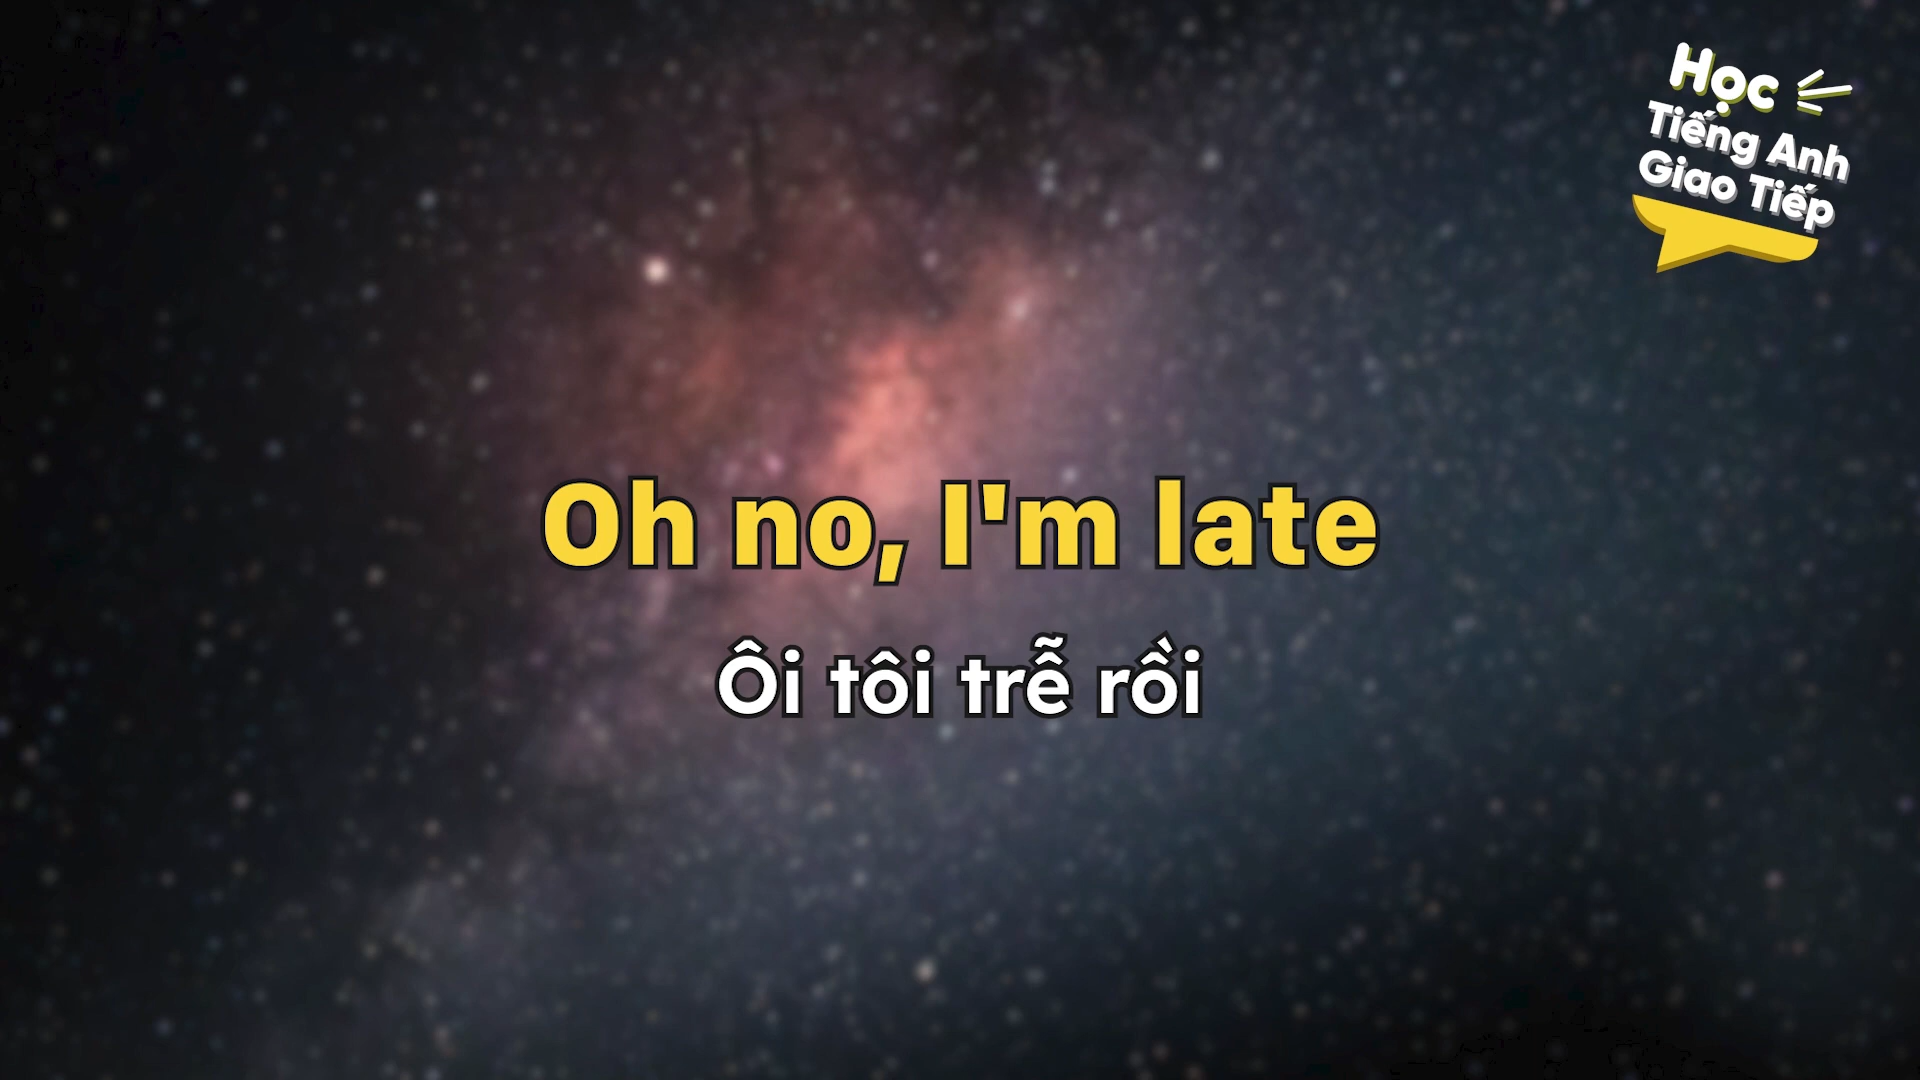 Học
Tiếng Anh
Giao Tiếp
Oh no, I'm late
Ôi tôi trễ rồi